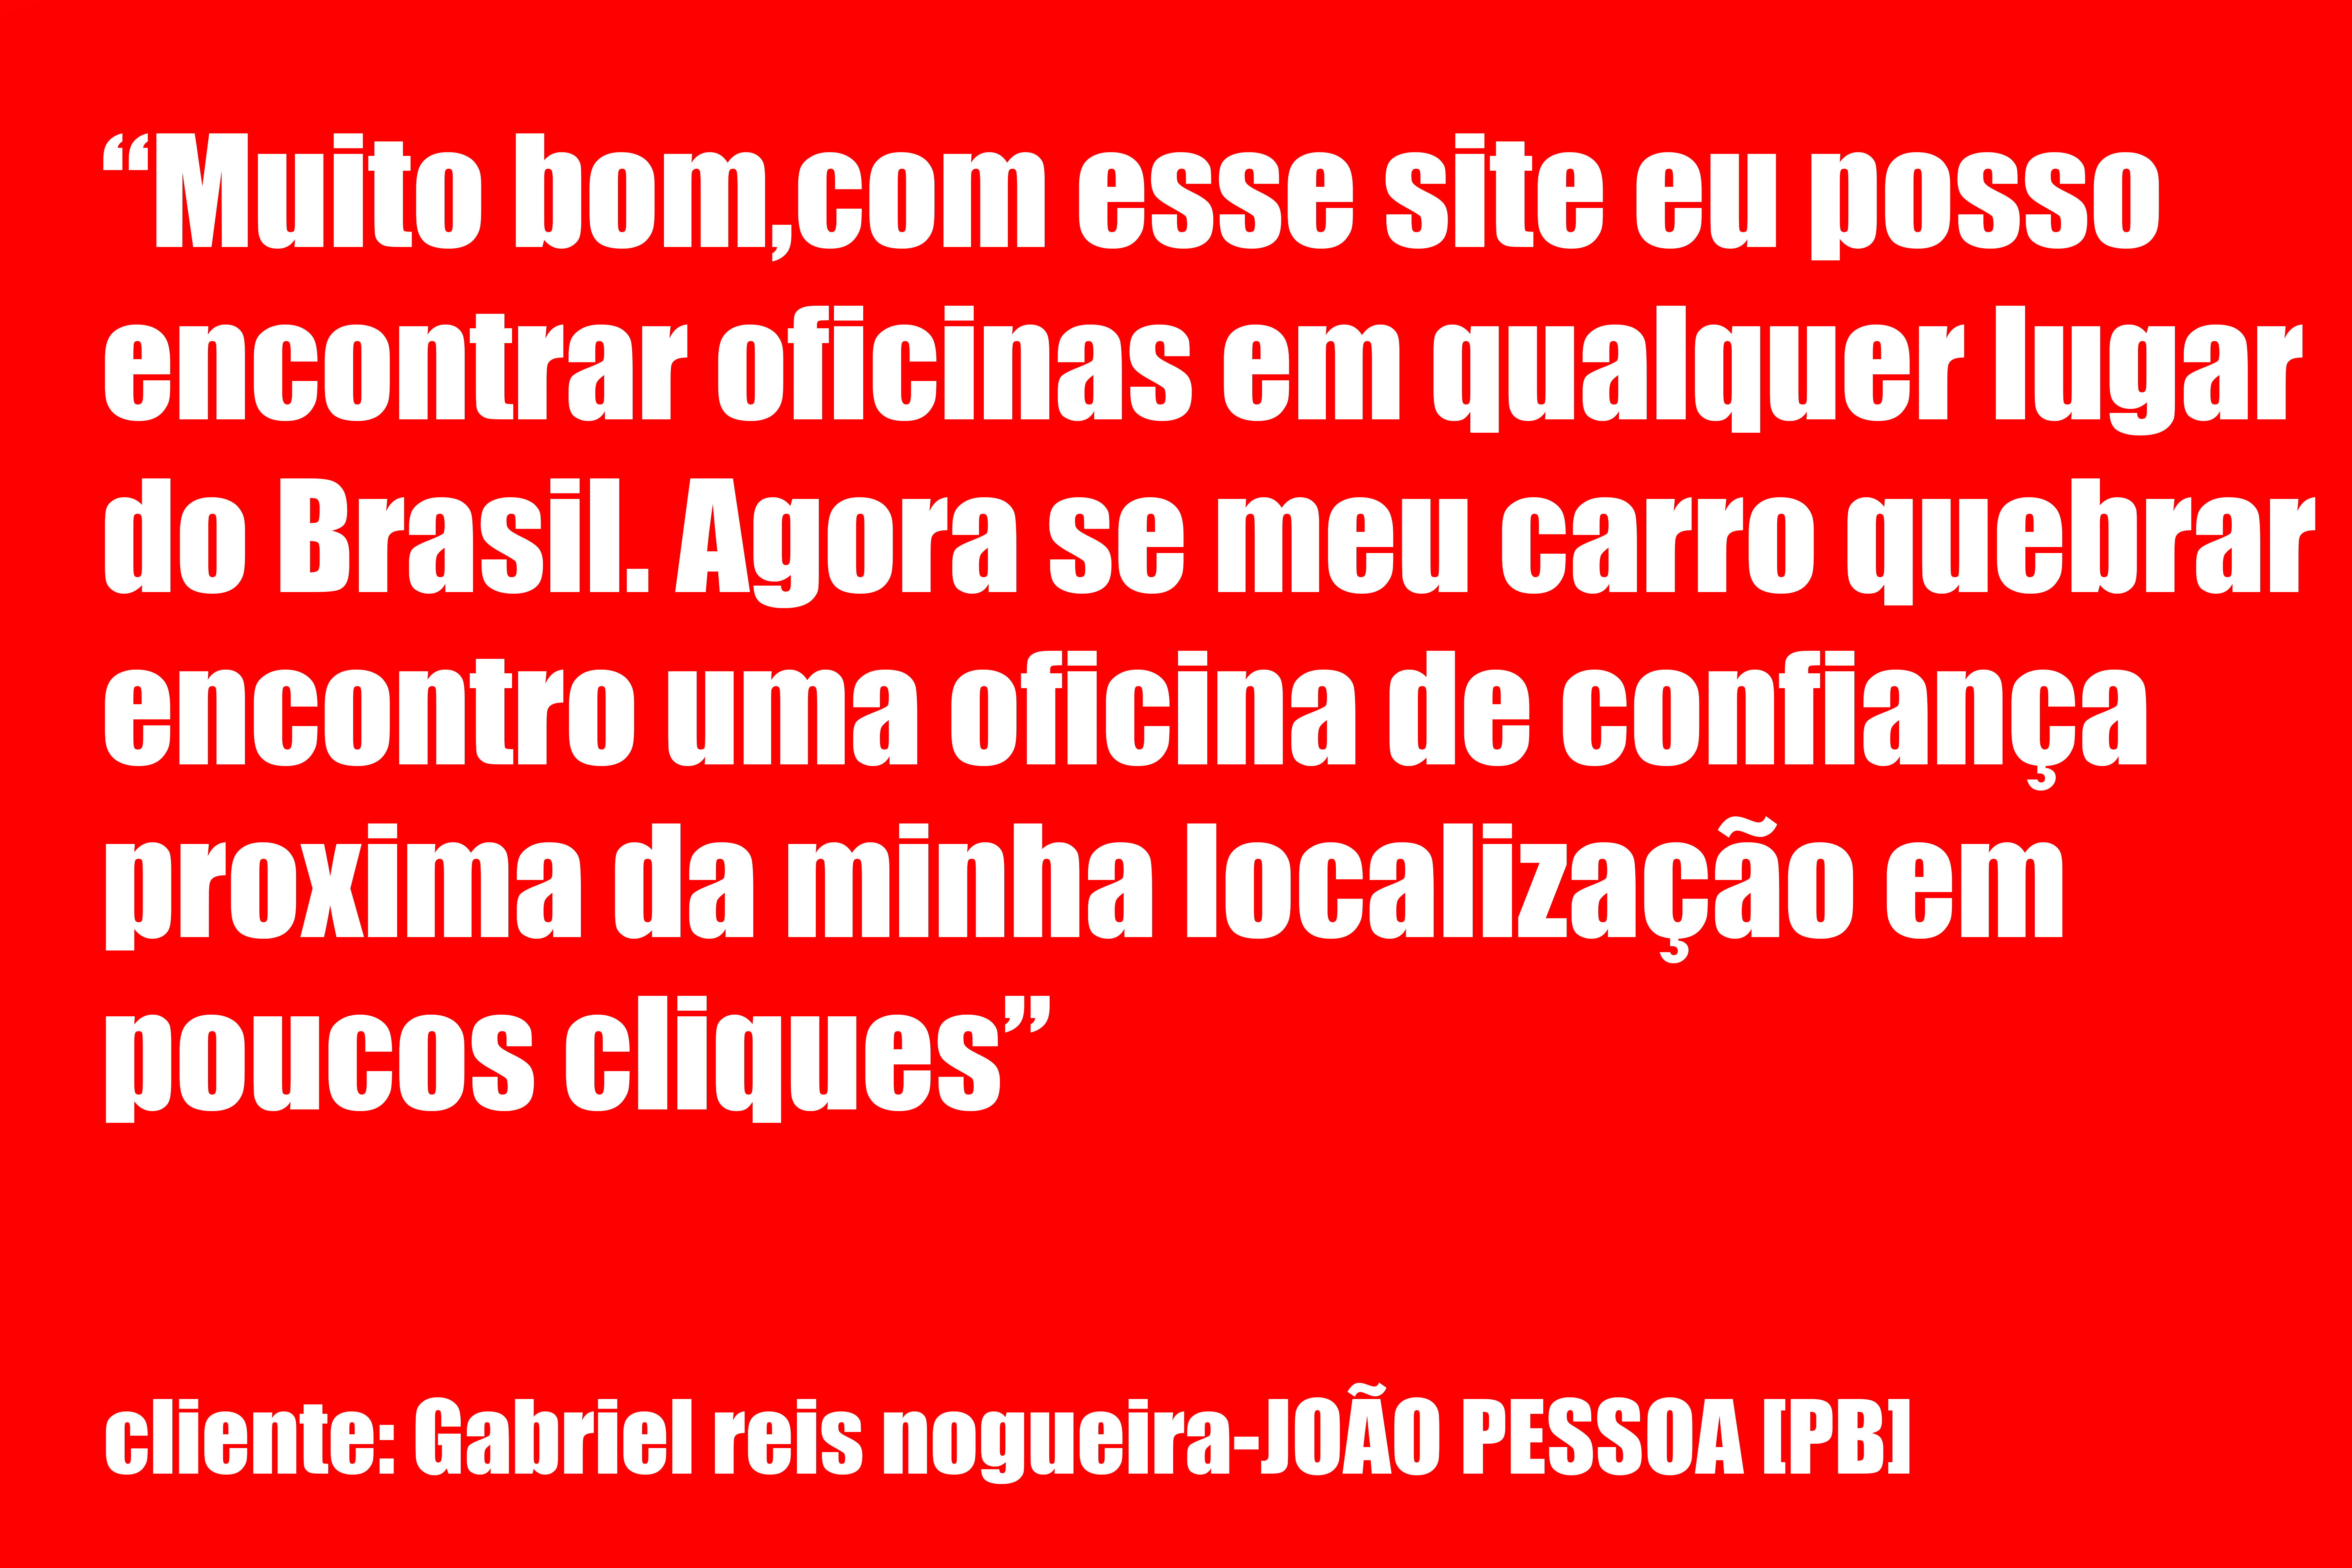 “Muito bom,com esse site eu posso
encontrar oficinas em qualquer lugar
do Brasil. Agora se meu carro quebrar
encontro uma oficina de confiança
proxima da minha localização em
poucos cliques”
cliente: Gabriel reis nogueira-JOÃO PESSOA [PB]